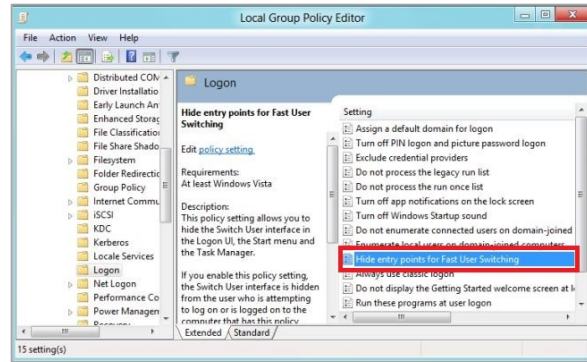 Local Group Policy Editor
File Action View Help
Distributed COM
Driver Installatio
Early Launch An
Enhanced Storag
File Classification
File Share Shado
Filesystem
Folder Redirectic
Group Policy
Internet Commu
iSCSI
KDC
Kerberos
Locale Services
Logon
Net Logon
Performance Co
Power Managem
Recovery
Logon
Hide entry points for Fast User
Switching
Edit policy setting
Requirements:
At least Windows Vista
Description:
This policy setting allows you to
hide the Switch User interface in
the Logon UI, the Start menu and
the Task Manager.
If you enable this policy setting,
the Switch User interface is hidden
from the user who is attempting
to log on or is logged on to the
computer that has this policy
Setting
Assign a default domain for logon
Turn off PIN logon and picture password logon
Exclude credential providers
Do not process the legacy run list
Do not process the run once list
Turn off app notifications on the lock screen
Turn off Windows Startup sound
Do not enumerate connected users on domain-joined
Enumerate local users on domain-joined computers
Hide entry points for Fast User Switching
Always use classic logon
Do not display the Getting Started welcome screen at l
Run these programs at user logon
Extended Standard
15 setting(s)